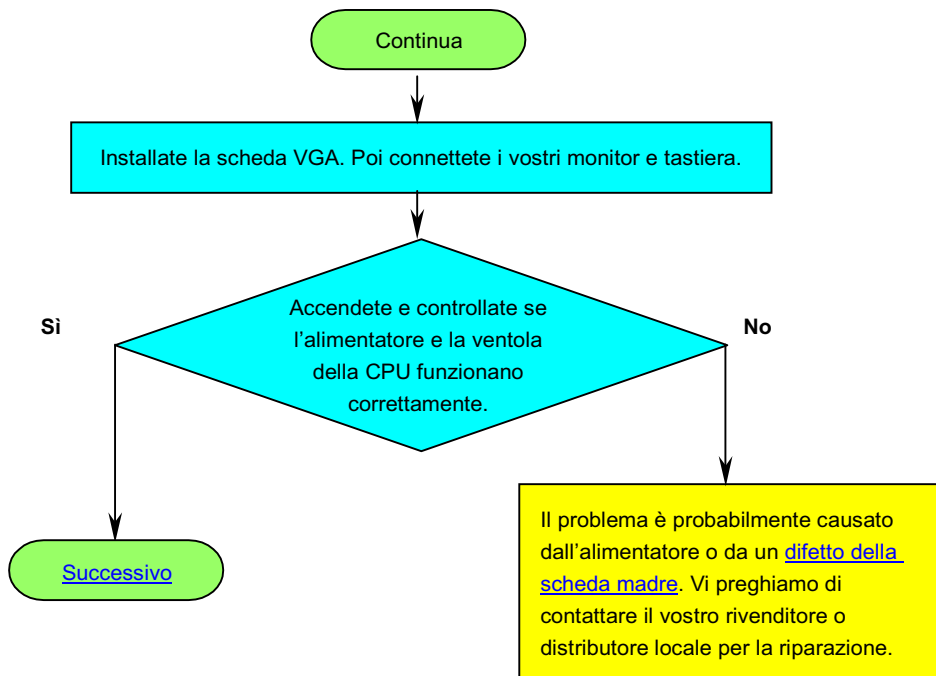 Continua
Installate la scheda VGA. Poi connettete i vostri monitor e tastiera.
Accendete e controllate se
l'alimentatore e la ventola
della CPU funzionano
correttamente.
Sì
No
Successivo
Il problema è probabilmente causato
dall'alimentatore o da un difetto della
scheda madre. Vi preghiamo di
contattare il vostro rivenditore o
distributore locale per la riparazione.